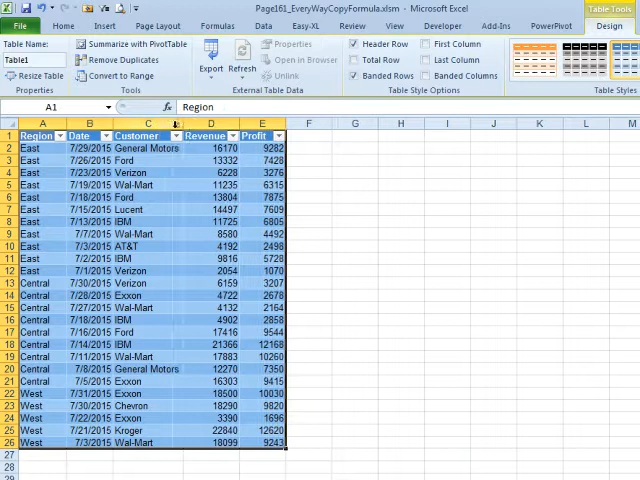 Page161_EveryWayCopyFormula.xlsm - Microsoft Excel
Table Tools
File Home Insert Page Layout Formulas Data Easy-XL Review View Developer Add-Ins PowerPivot Design
Table Name:
Table1
Resize Table
Properties
Summarize with PivotTable
Remove Duplicates
Convert to Range
Tools
Export Refresh
Properties
Open in Browser
Unlink
External Table Data
Header Row First Column
Total Row Last Column
Banded Rows Banded Columns
Table Style Options
Table Styles
A1 fx Region
A B C D E F G H I J K L M
1 Region Date Customer Revenue Profit
2 East 7/29/2015 General Motors 16170 9282
3 East 7/26/2015 Ford 13332 7428
4 East 7/23/2015 Verizon 6228 3276
5 East 7/19/2015 Wal-Mart 11235 6315
6 East 7/18/2015 Ford 13804 7875
7 East 7/15/2015 Lucent 14497 7609
8 East 7/13/2015 IBM 11725 6805
9 East 7/7/2015 Wal-Mart 8580 4492
10 East 7/3/2015 AT&T 4192 2498
11 East 7/2/2015 IBM 9816 5728
12 East 7/1/2015 Verizon 2054 1070
13 Central 7/30/2015 Verizon 6159 3207
14 Central 7/28/2015 Exxon 4722 2678
15 Central 7/27/2015 Wal-Mart 4132 2164
16 Central 7/18/2015 IBM 4902 2858
17 Central 7/16/2015 Ford 17416 9544
18 Central 7/14/2015 IBM 21366 12168
19 Central 7/11/2015 Wal-Mart 17883 10260
20 Central 7/8/2015 General Motors 12270 7350
21 Central 7/5/2015 Exxon 16303 9415
22 West 7/31/2015 Exxon 18500 10030
23 West 7/30/2015 Chevron 18290 9820
24 West 7/22/2015 Exxon 3390 1696
25 West 7/21/2015 Kroger 22840 12620
26 West 7/3/2015 Wal-Mart 18099 9243
27
28
29